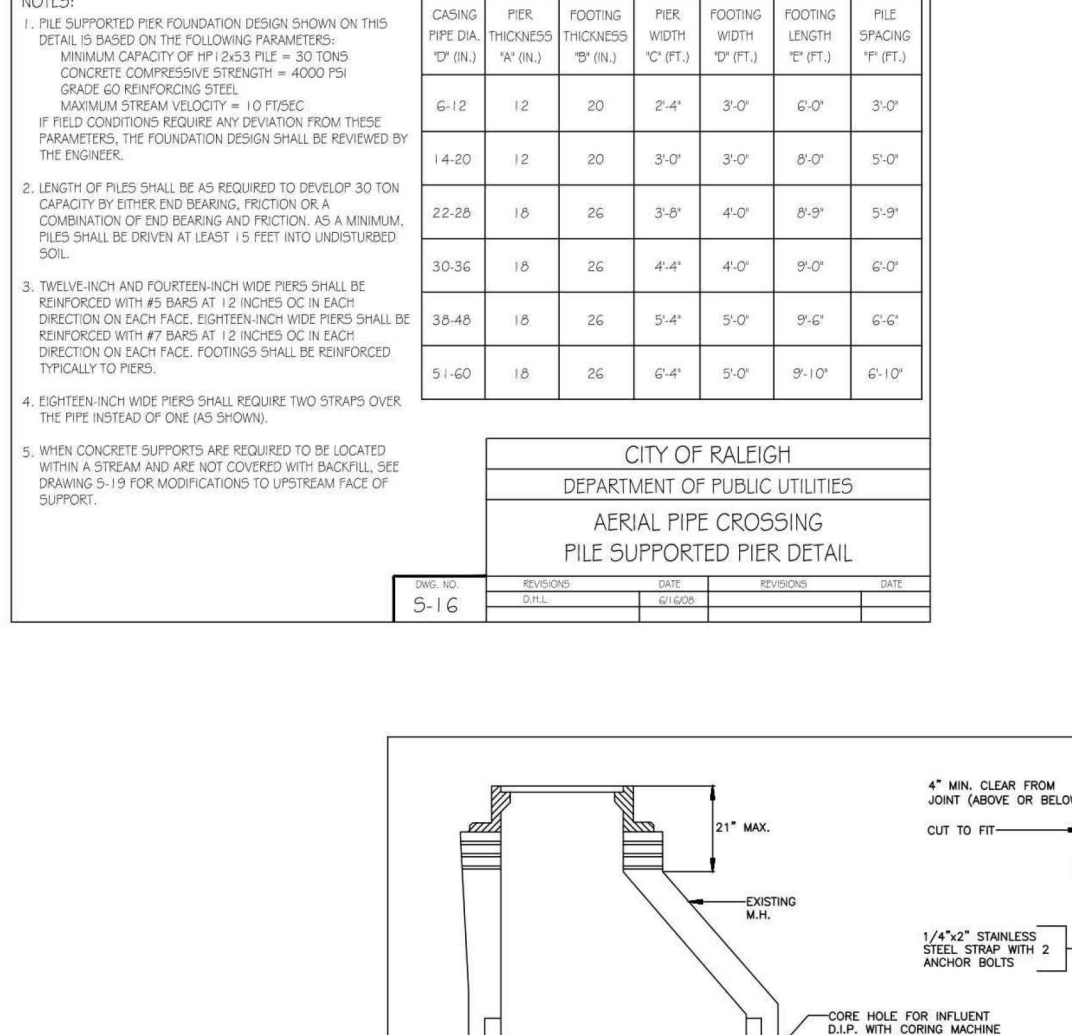 NOTES:
1. PILE SUPPORTED PIER FOUNDATION DESIGN SHOWN ON THIS
DETAIL IS BASED ON THE FOLLOWING PARAMETERS:
MINIMUM CAPACITY OF HP12x53 PILE = 30 TONS
CONCRETE COMPRESSIVE STRENGTH = 4000 PSI
GRADE 60 REINFORCING STEEL
MAXIMUM STREAM VELOCITY = 10 FT/SEC
IF FIELD CONDITIONS REQUIRE ANY DEVIATION FROM THESE
PARAMETERS, THE FOUNDATION DESIGN SHALL BE REVIEWED BY
THE ENGINEER.
2. LENGTH OF PILES SHALL BE AS REQUIRED TO DEVELOP 30 TON
CAPACITY BY EITHER END BEARING, FRICTION OR A
COMBINATION OF END BEARING AND FRICTION. AS A MINIMUM,
PILES SHALL BE DRIVEN AT LEAST 15 FEET INTO UNDISTURBED
SOIL.
3. TWELVE-INCH AND FOURTEEN-INCH WIDE PIERS SHALL BE
REINFORCED WITH #5 BARS AT 12 INCHES OC IN EACH
DIRECTION ON EACH FACE. EIGHTEEN-INCH WIDE PIERS SHALL BE
REINFORCED WITH #7 BARS AT 12 INCHES OC IN EACH
DIRECTION ON EACH FACE. FOOTINGS SHALL BE REINFORCED
TYPICALLY TO PIERS.
4. EIGHTEEN-INCH WIDE PIERS SHALL REQUIRE TWO STRAPS OVER
THE PIPE INSTEAD OF ONE (AS SHOWN).
5. WHEN CONCRETE SUPPORTS ARE REQUIRED TO BE LOCATED
WITHIN A STREAM AND ARE NOT COVERED WITH BACKFILL, SEE
DRAWING S-19 FOR MODIFICATIONS TO UPSTREAM FACE OF
SUPPORT.
CASING PIER FOOTING PIER FOOTING FOOTING PILE
PIPE DIA. THICKNESS THICKNESS WIDTH WIDTH LENGTH SPACING
"D" (IN.) "A" (IN.) "B" (IN.) "C" (FT.) "D" (FT.) "E" (FT.) "F" (FT.)
6-12 12 20 2'-4" 3'-0" 6'-0" 3'-0"
14-20 12 20 3'-0" 3'-0" 8'-0" 5'-0"
22-28 18 26 3'-8" 4'-0" 8'-9" 5'-9"
30-36 18 26 4'-4" 4'-0" 9'-0" 6'-0"
38-48 18 26 5'-4" 5'-0" 9'-6" 6'-6"
51-60 18 26 6'-4" 5'-0" 9'-10" 6'-10"
CITY OF RALEIGH
DEPARTMENT OF PUBLIC UTILITIES
AERIAL PIPE CROSSING
PILE SUPPORTED PIER DETAIL
DWG. NO. REVISIONS DATE REVISIONS DATE
S-16 D.H.L. 6/16/08
4" MIN. CLEAR FROM
JOINT (ABOVE OR BELOW
CUT TO FIT
21" MAX.
EXISTING
M.H.
1/4"x2" STAINLESS
STEEL STRAP WITH 2
ANCHOR BOLTS
CORE HOLE FOR INFLUENT
D.I.P. WITH CORING MACHINE